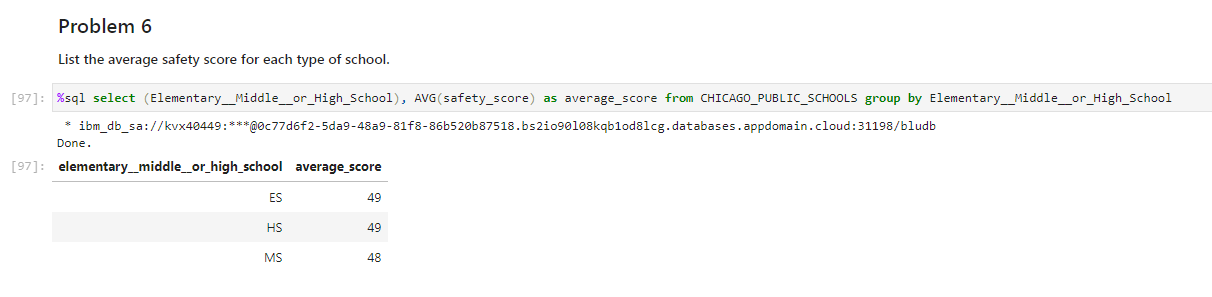 Problem 6
List the average safety score for each type of school.
[97]: %sql select (Elementary__Middle__or_High_School), AVG(safety_score) as average_score from CHICAGO_PUBLIC_SCHOOLS group by Elementary__Middle__or_High_School
* ibm_db_sa://kvx40449:***@0c77d6f2-5da9-48a9-81f8-86b520b87518.bs2io90l08kqb1od8lcg.databases.appdomain.cloud:31198/bludb
Done.
[97]: elementary__middle__or_high_school average_score
ES 49
HS 49
MS 48